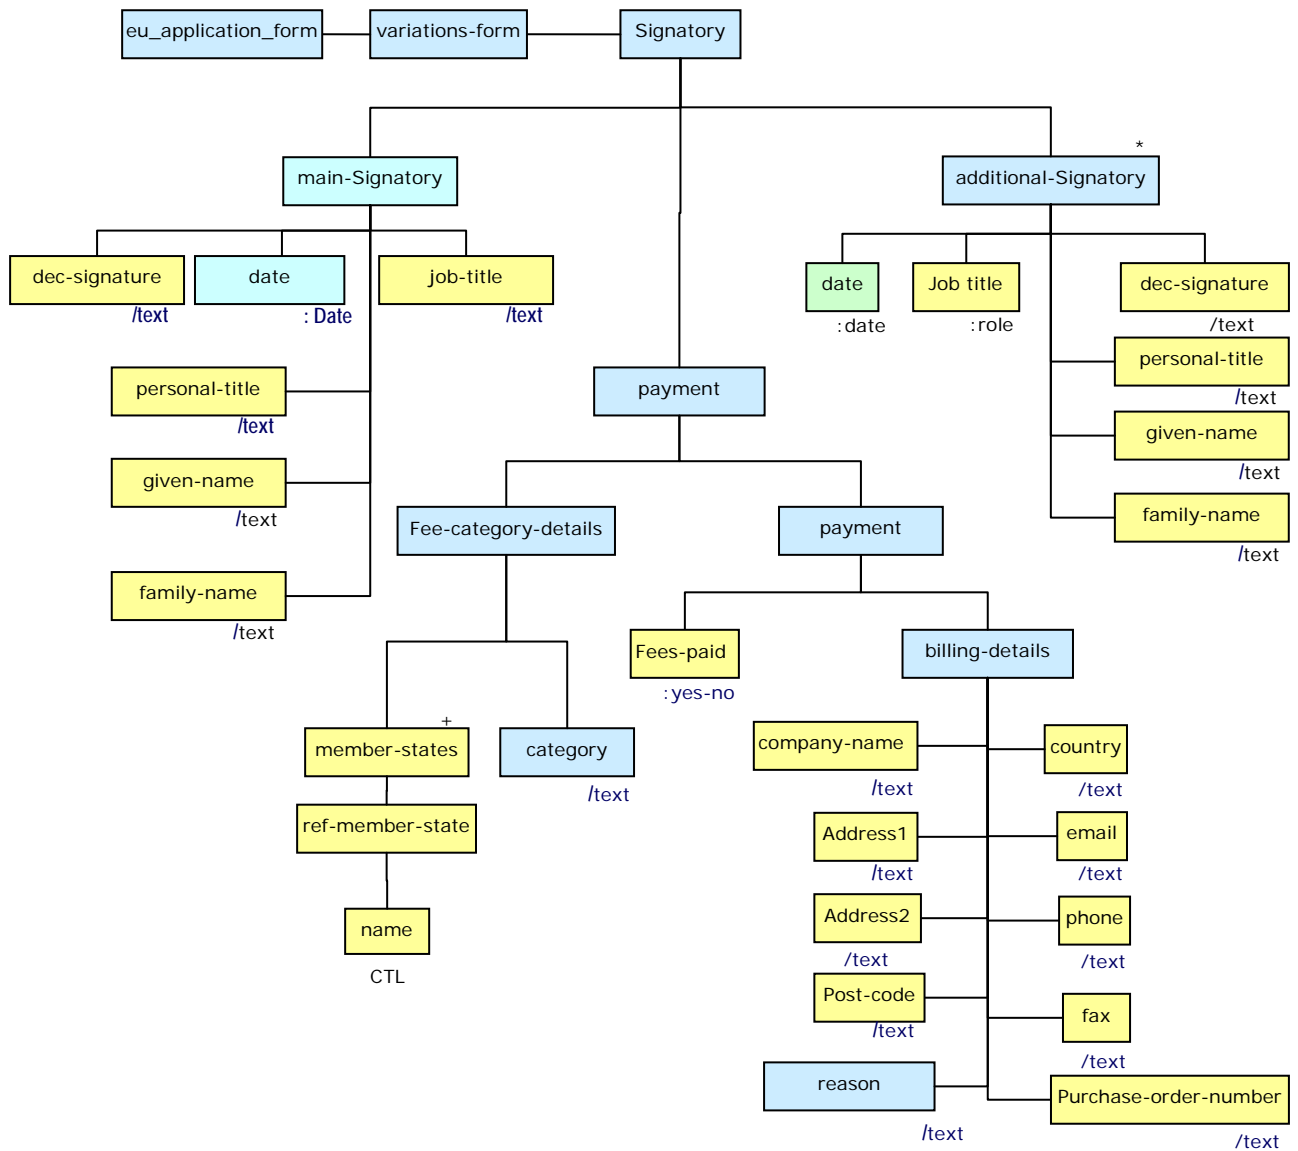 eu_application_form
variations-form
Signatory
*
main-Signatory
additional-Signatory
dec-signature
/text
date
: Date
job-title
/text
date
:date
Job title
:role
dec-signature
/text
personal-title
/text
personal-title
/text
payment
given-name
/text
given-name
/text
Fee-category-details
payment
family-name
/text
family-name
/text
Fees-paid
:yes-no
billing-details
+
member-states
category
/text
company-name
/text
country
/text
ref-member-state
Address1
/text
email
/text
name
CTL
Address2
/text
phone
/text
Post-code
/text
fax
/text
reason
/text
Purchase-order-number
/text